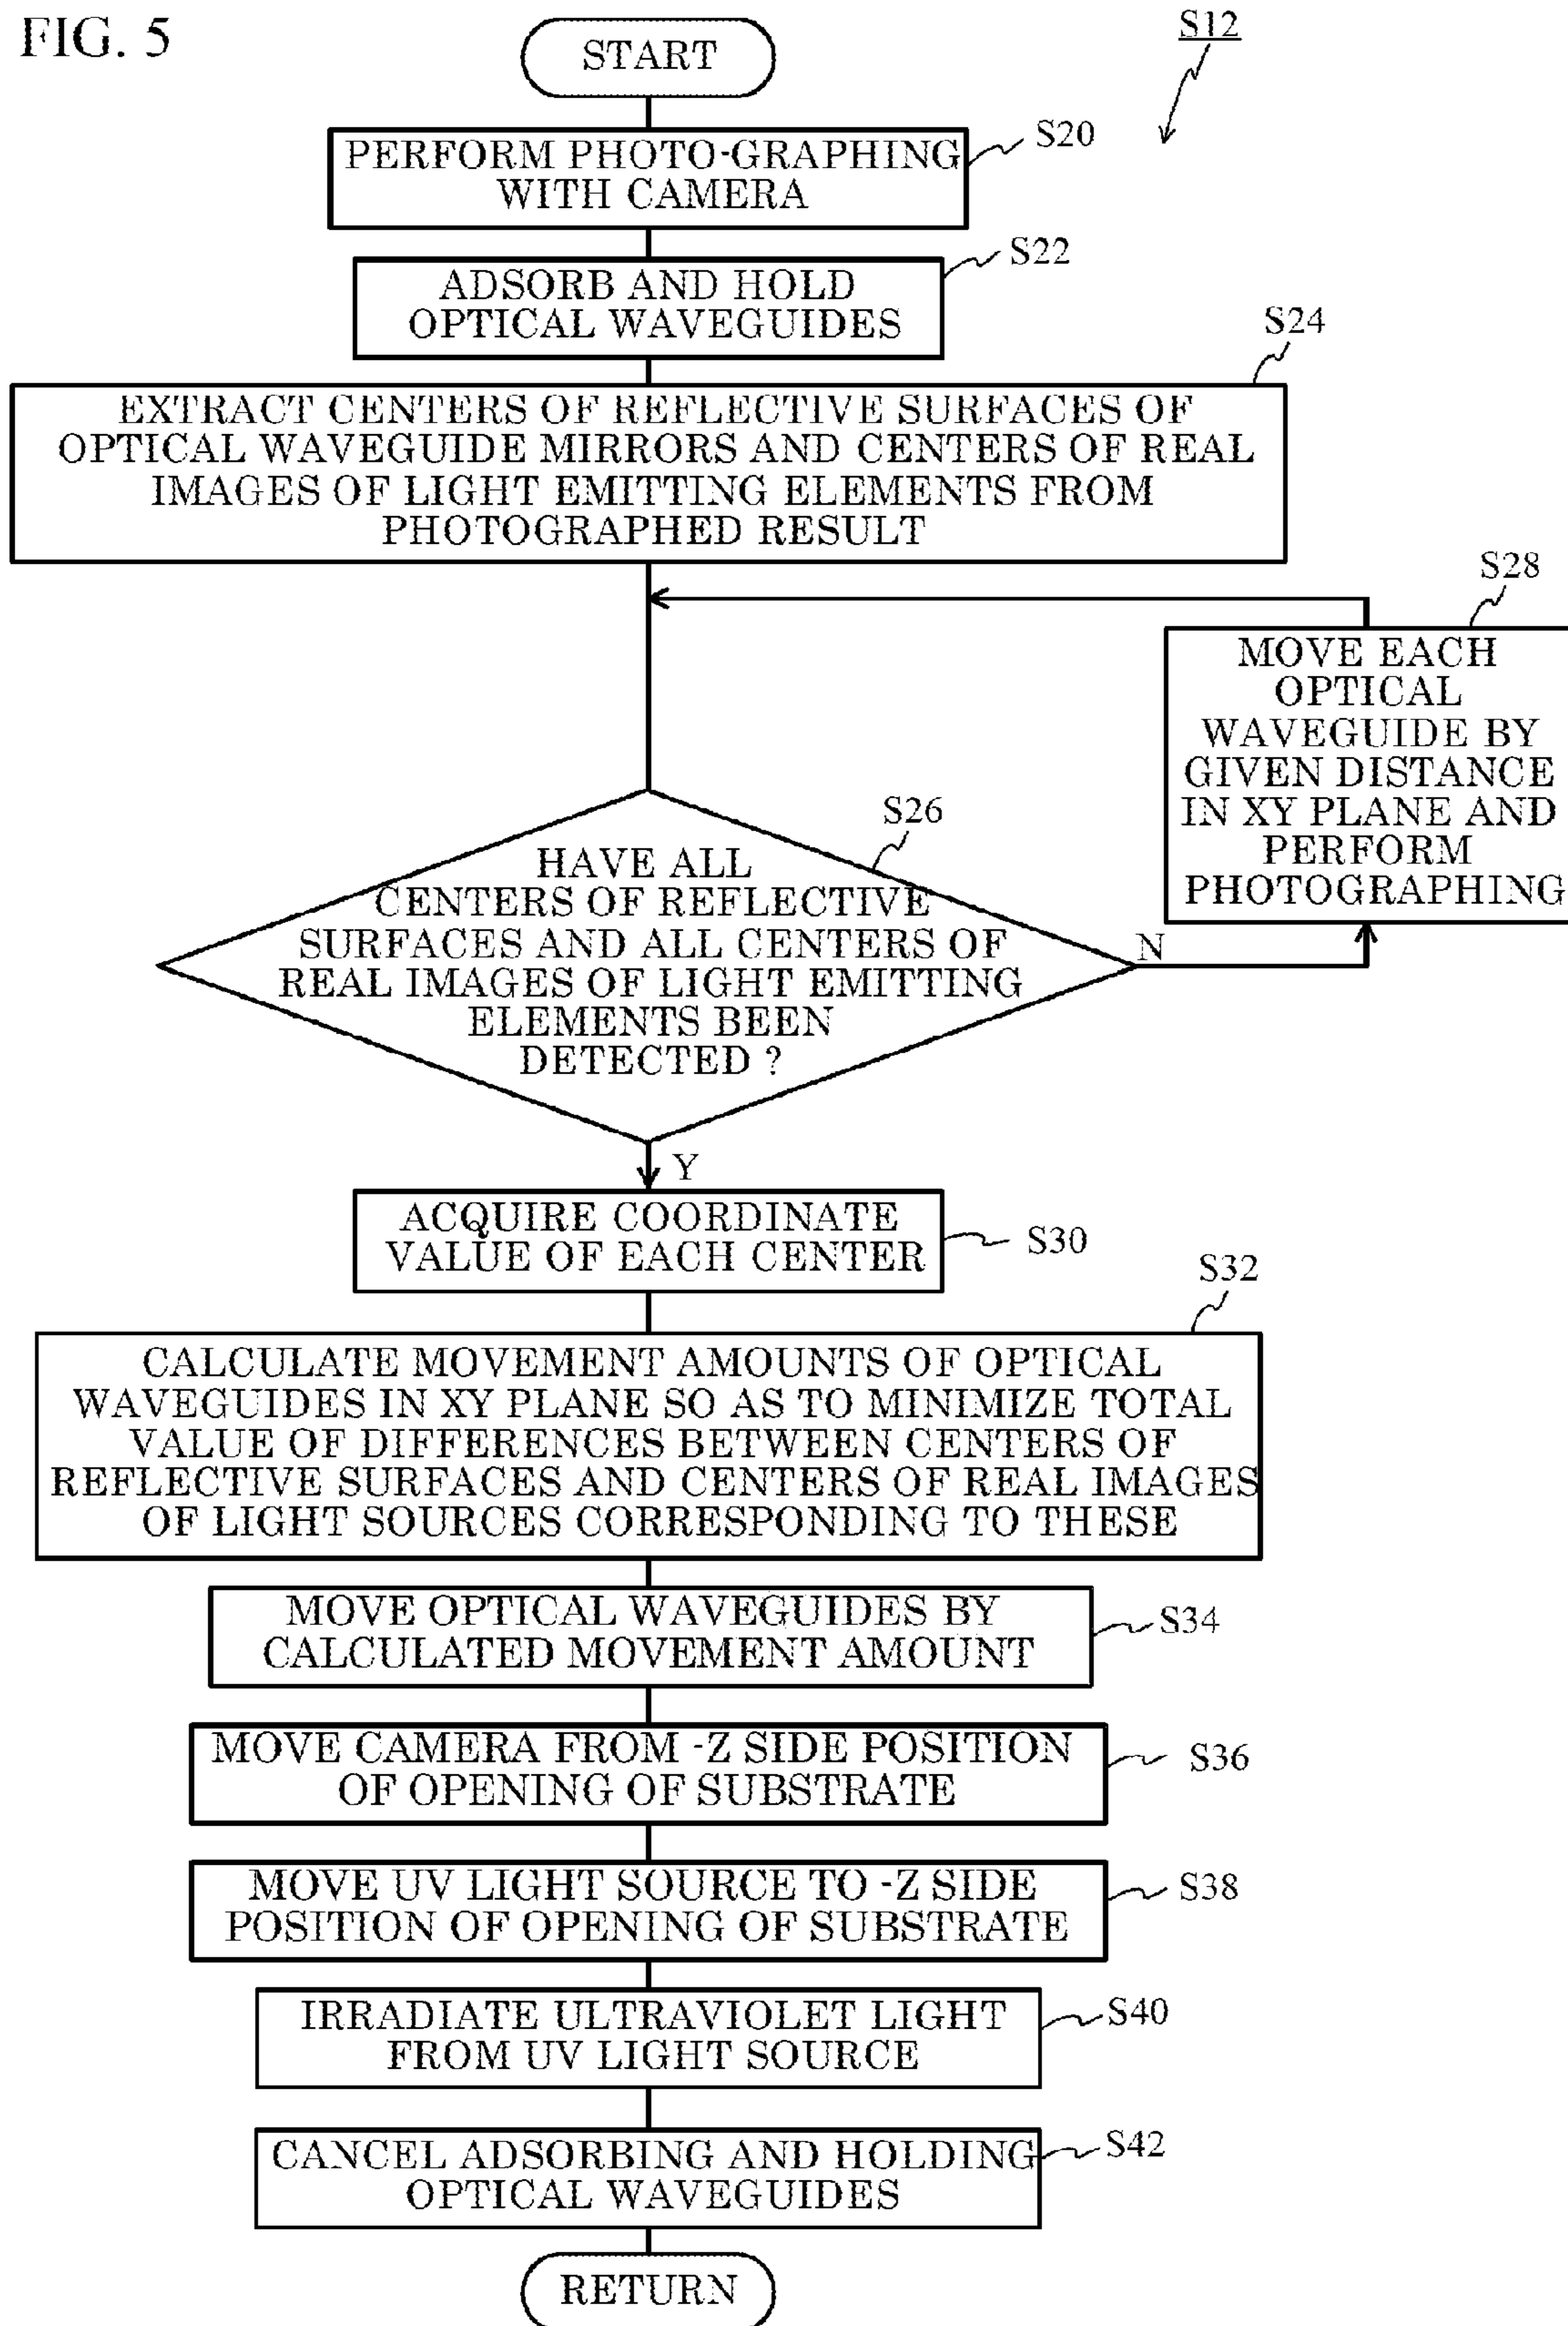 FIG. 5
S12
START
PERFORM PHOTO-GRAPHING
WITH CAMERA
S20
ADSORB AND HOLD
OPTICAL WAVEGUIDES
S22
EXTRACT CENTERS OF REFLECTIVE SURFACES OF
OPTICAL WAVEGUIDE MIRRORS AND CENTERS OF REAL
IMAGES OF LIGHT EMITTING ELEMENTS FROM
PHOTOGRAPHED RESULT
S24
S28
MOVE EACH
OPTICAL
WAVEGUIDE BY
GIVEN DISTANCE
IN XY PLANE AND
PERFORM
PHOTOGRAPHING
S26
HAVE ALL
CENTERS OF REFLECTIVE
SURFACES AND ALL CENTERS OF
REAL IMAGES OF LIGHT EMITTING
ELEMENTS BEEN
DETECTED ?
N
Y
ACQUIRE COORDINATE
VALUE OF EACH CENTER
S30
S32
CALCULATE MOVEMENT AMOUNTS OF OPTICAL
WAVEGUIDES IN XY PLANE SO AS TO MINIMIZE TOTAL
VALUE OF DIFFERENCES BETWEEN CENTERS OF
REFLECTIVE SURFACES AND CENTERS OF REAL IMAGES
OF LIGHT SOURCES CORRESPONDING TO THESE
MOVE OPTICAL WAVEGUIDES BY
CALCULATED MOVEMENT AMOUNT
S34
MOVE CAMERA FROM -Z SIDE POSITION
OF OPENING OF SUBSTRATE
S36
MOVE UV LIGHT SOURCE TO -Z SIDE
POSITION OF OPENING OF SUBSTRATE
S38
IRRADIATE ULTRAVIOLET LIGHT
FROM UV LIGHT SOURCE
S40
CANCEL ADSORBING AND HOLDING
OPTICAL WAVEGUIDES
S42
RETURN